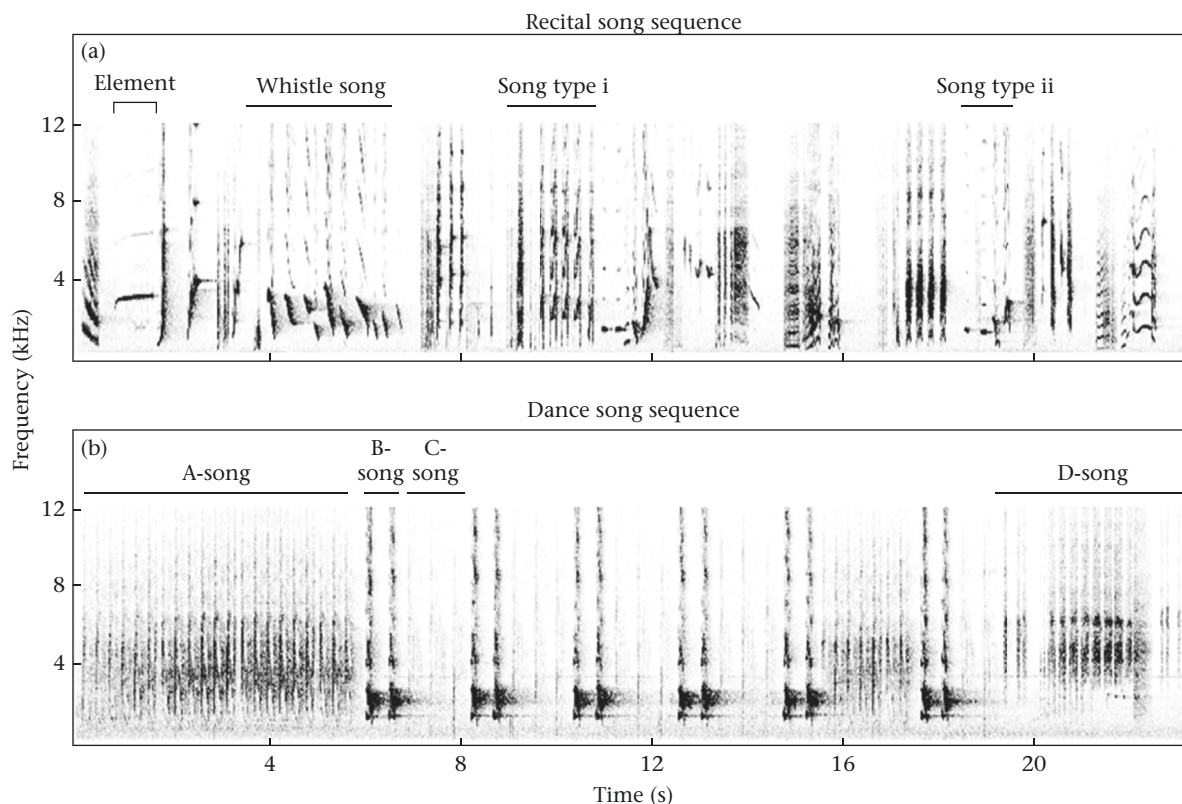 Recital song sequence
(a)
Element
Whistle song
Song type i
Song type ii
12
8
4
Frequency (kHz)
Dance song sequence
(b)
A-song
B-
song
C-
song
D-song
12
8
4
4
8
12
16
20
Time (s)